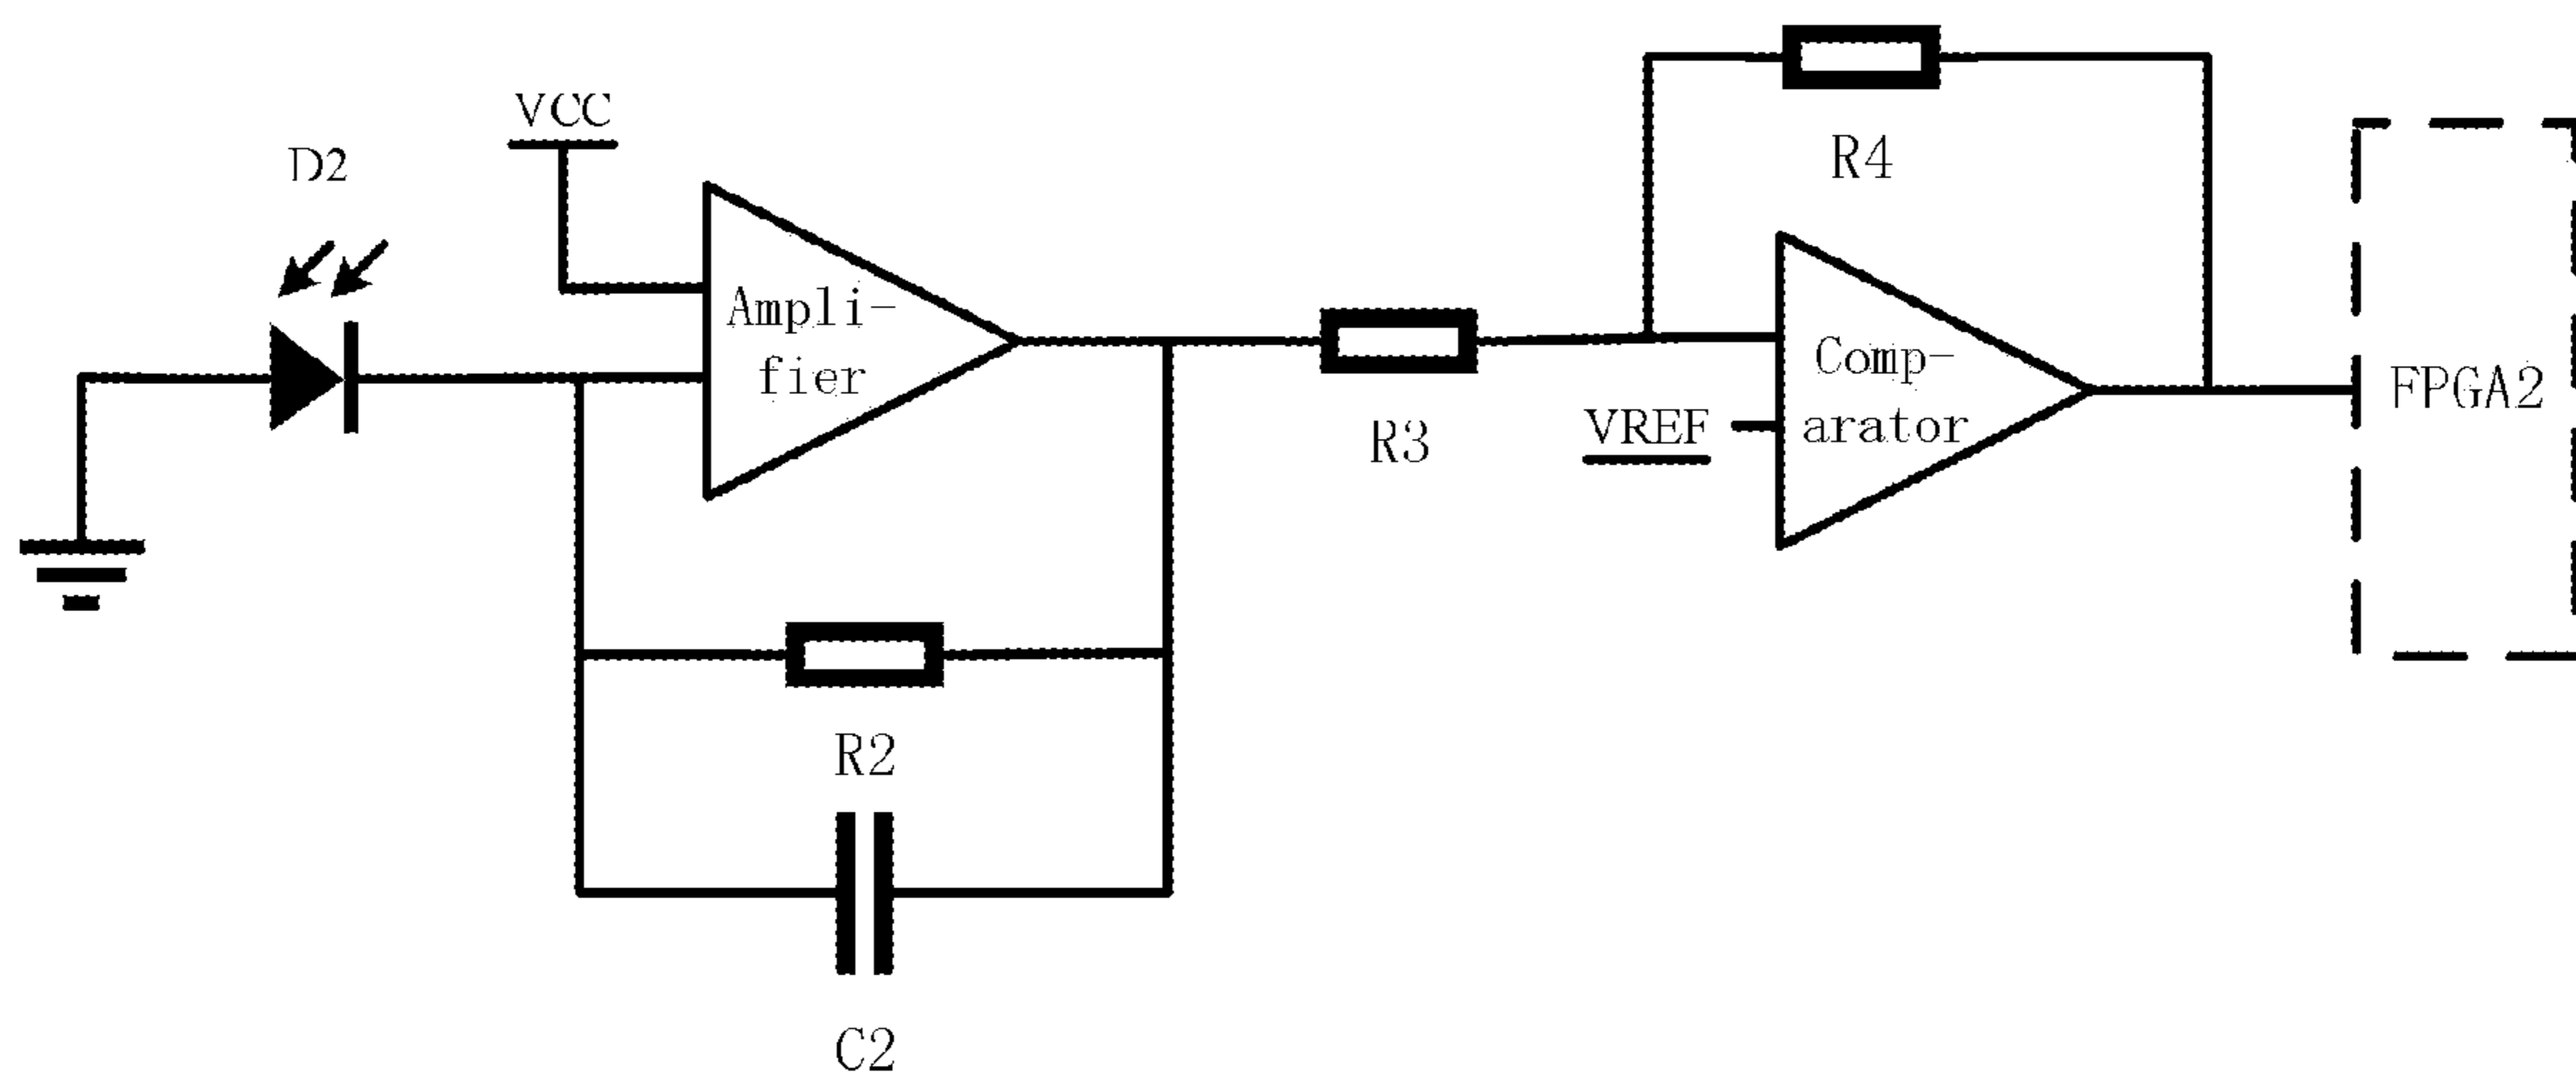 VCC
D2
Ampli-
fier
R2
C2
R3
R4
VREF
Comp-
arator
FPGA2